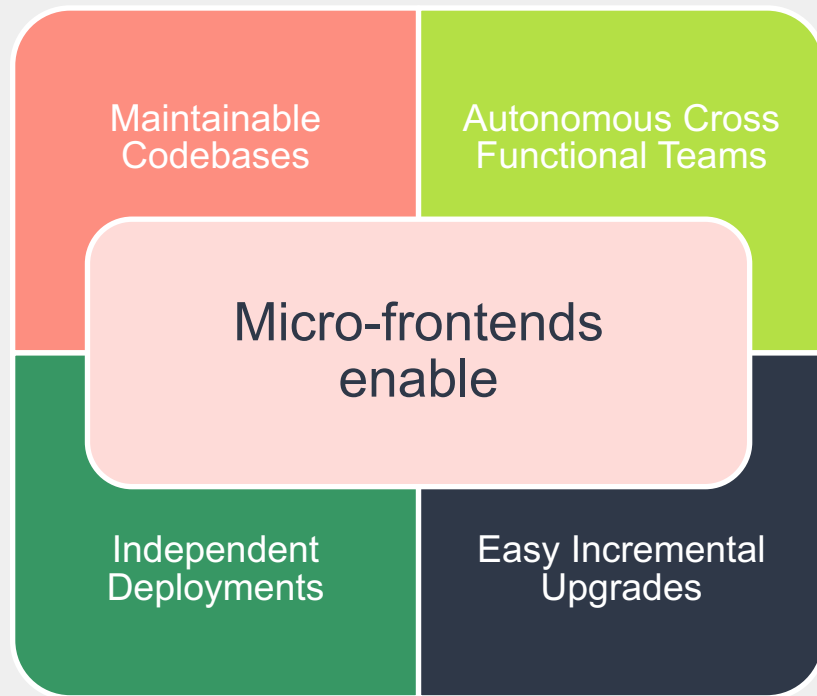 Maintainable
Codebases
Autonomous Cross
Functional Teams
Micro-frontends
enable
Independent
Deployments
Easy Incremental
Upgrades